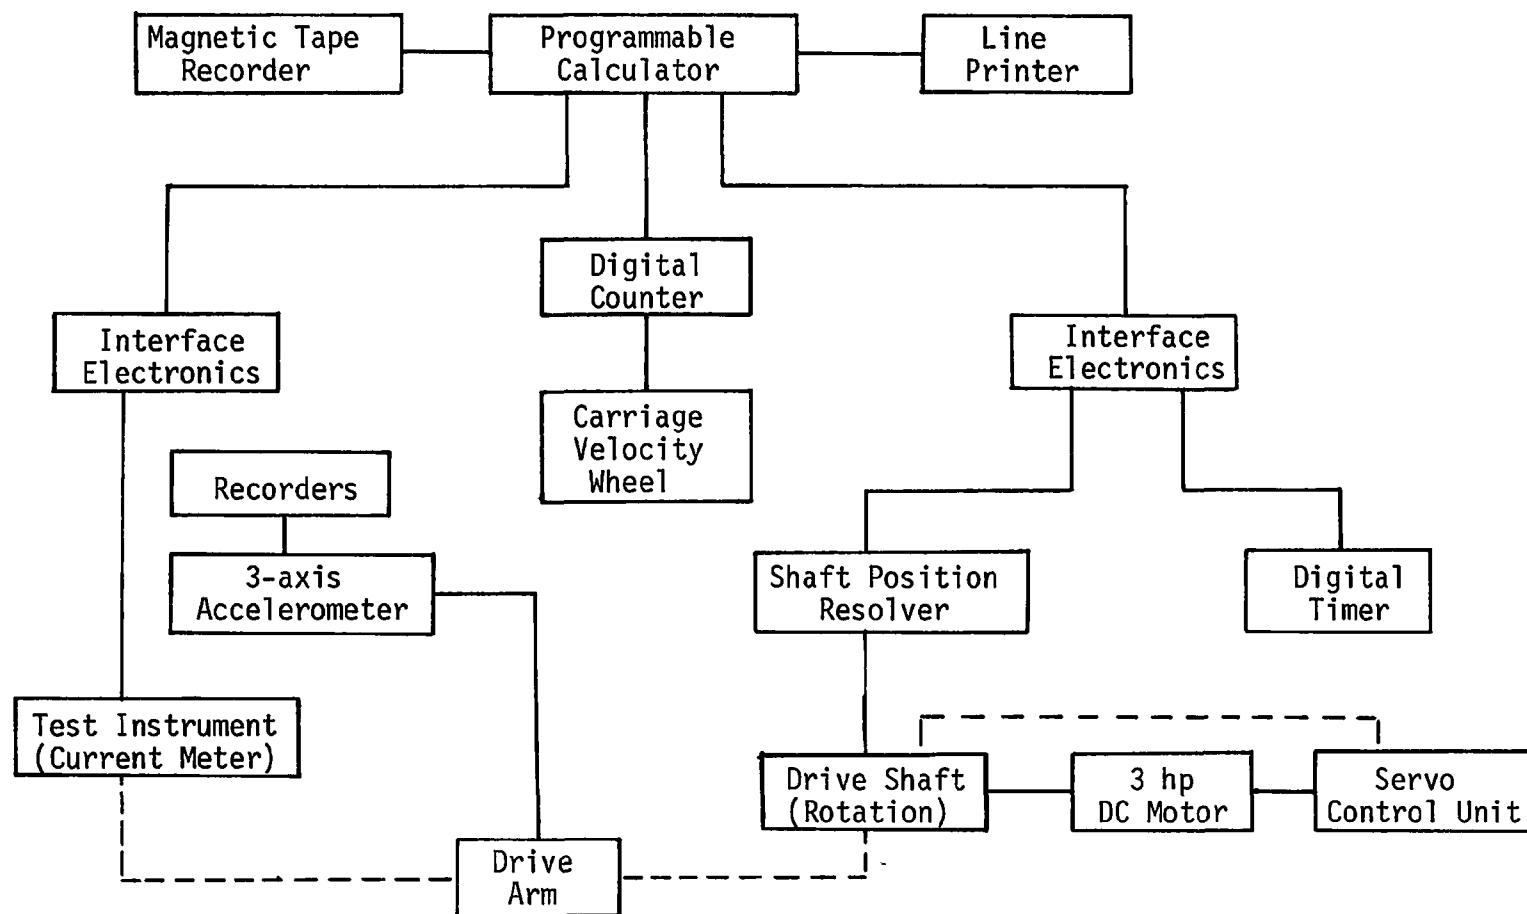 Magnetic Tape
Recorder
Programmable
Calculator
Line
Printer
Digital
Counter
Interface
Electronics
Interface
Electronics
Carriage
Velocity
Wheel
Recorders
3-axis
Accelerometer
Shaft Position
Resolver
Digital
Timer
Test Instrument
(Current Meter)
Drive Shaft
(Rotation)
3 hp
DC Motor
Servo
Control Unit
Drive
Arm